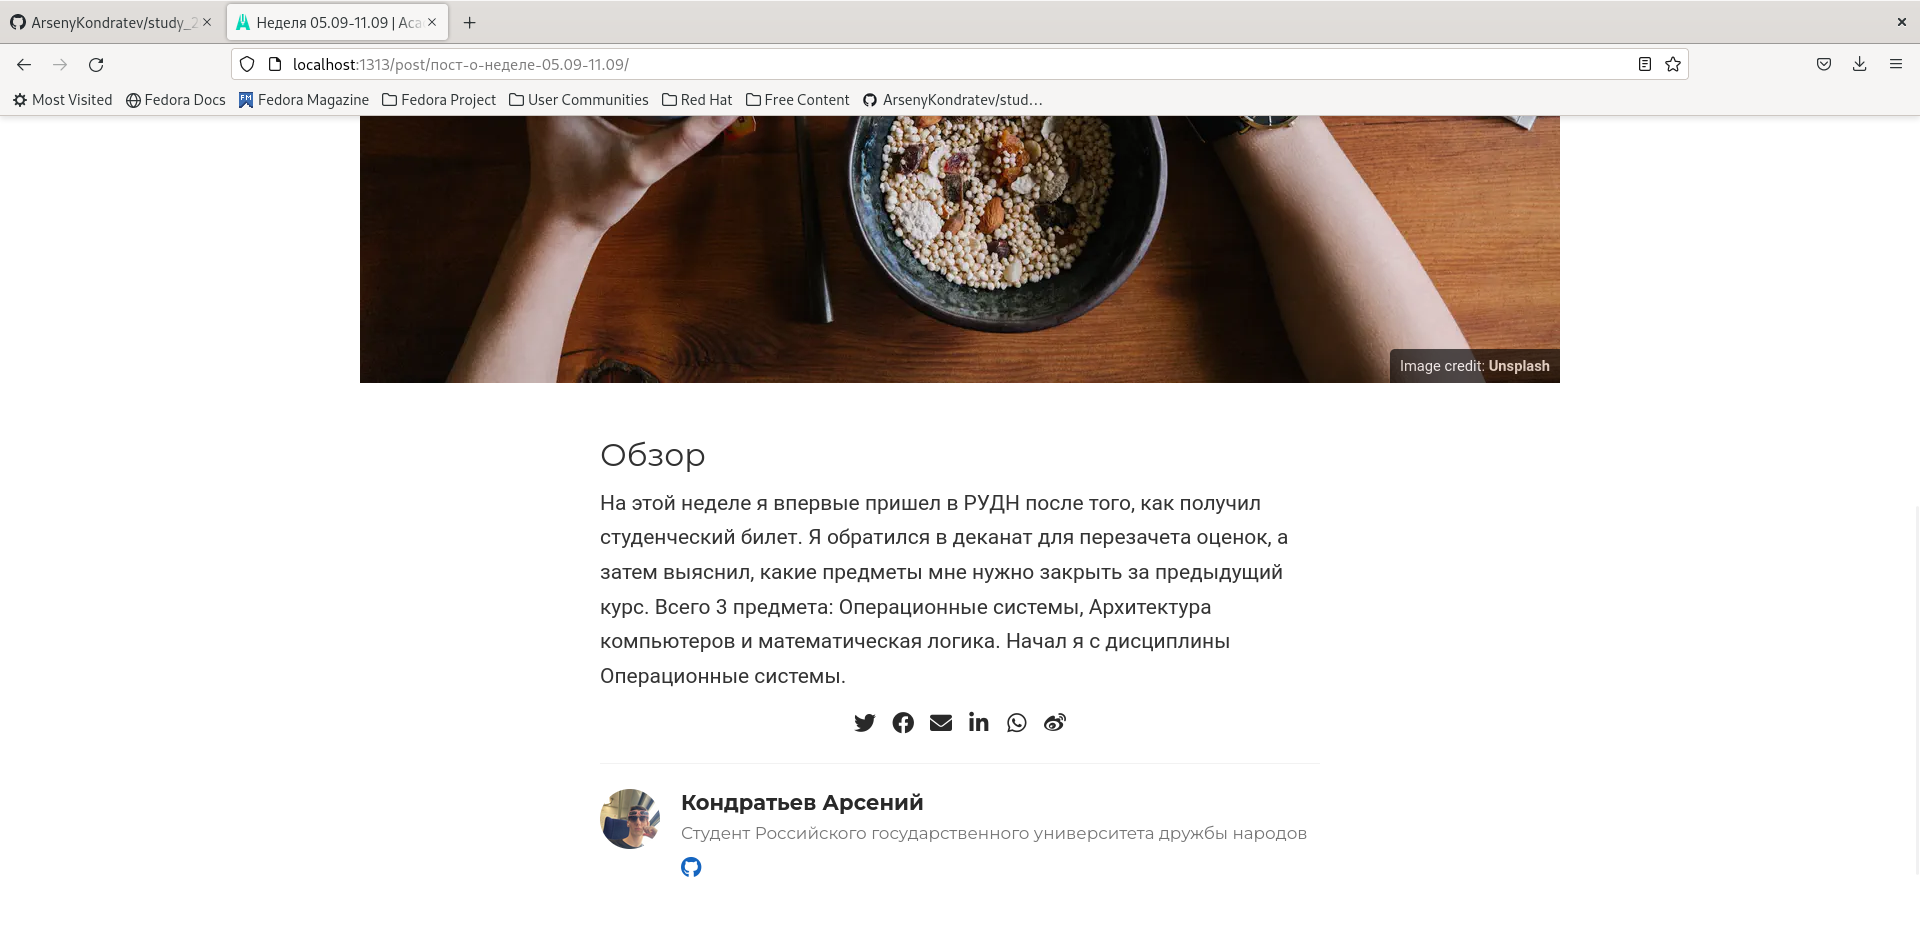 ArsenyKondratev/study_2
Неделя 05.09-11.09 | Aca
localhost:1313/post/пост-о-неделе-05.09-11.09/
Most Visited
Fedora Docs
FM
Fedora Magazine
Fedora Project
User Communities
Red Hat
Free Content
ArsenyKondratev/stud…
Image credit: Unsplash
Обзор
На этой неделе я впервые пришел в РУДН после того, как получил
студенческий билет. Я обратился в деканат для перезачета оценок, а
затем выяснил, какие предметы мне нужно закрыть за предыдущий
курс. Всего 3 предмета: Операционные системы, Архитектура
компьютеров и математическая логика. Начал я с дисциплины
Операционные системы.
Кондратьев Арсений
Студент Российского государственного университета дружбы народов